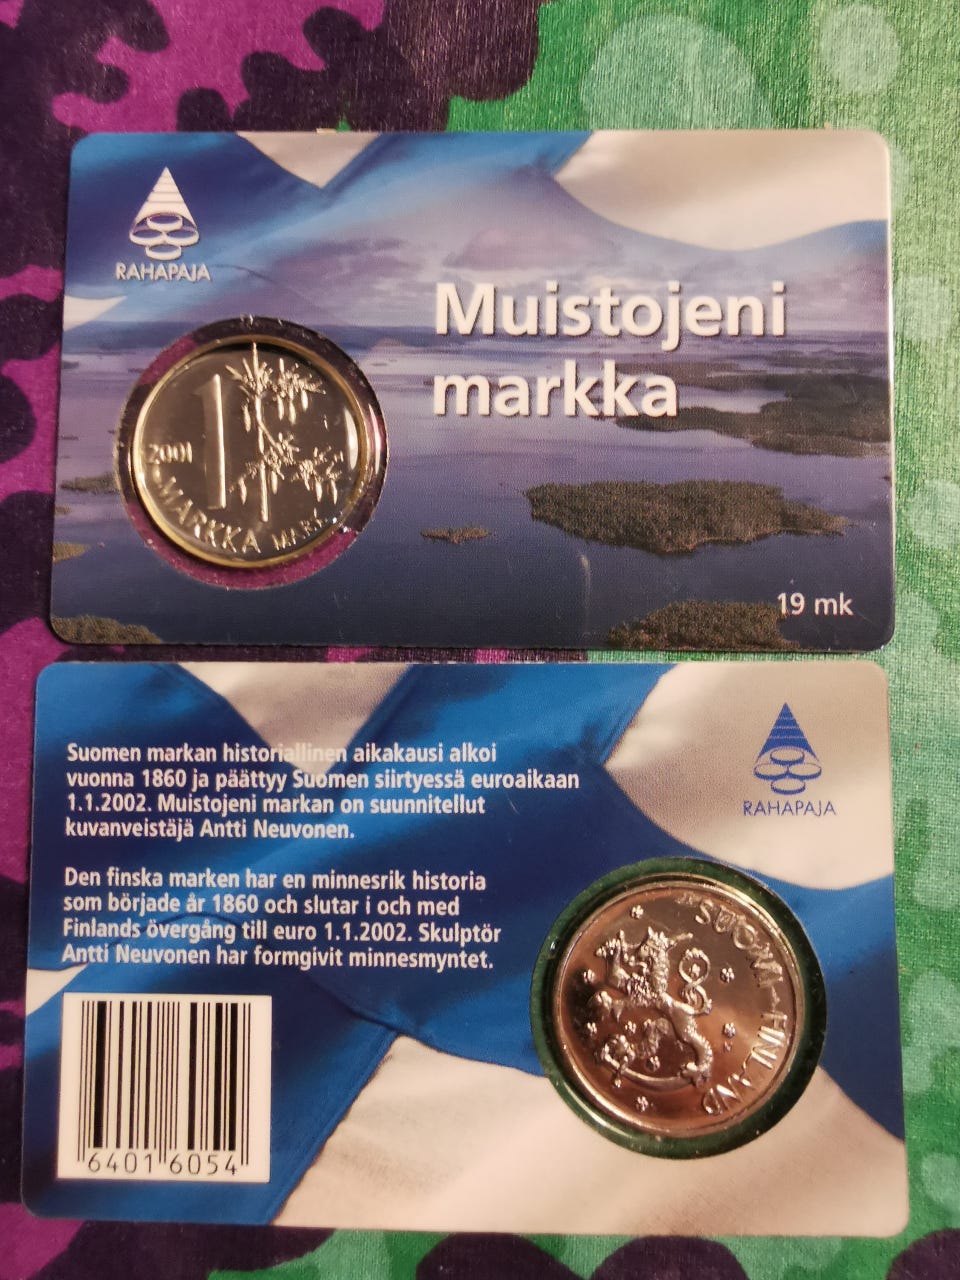 RAHAPAJA
Muistojeni
markka
1
2001
MARKKA MARK
19 mk
Suomen markan historiallinen aikakausi alkoi
vuonna 1860 ja päättyy Suomen siirtyessä euroaikaan
1.1.2002. Muistojeni markan on suunnitellut
kuvanveistäjä Antti Neuvonen.
Den finska marken har en minnesrik historia
som började år 1860 och slutar i och med
Finlands övergång till euro 1.1.2002. Skulptör
Antti Neuvonen har formgivit minnesmyntet.
64016054
RAHAPAJA
SUOMI-FINLAND